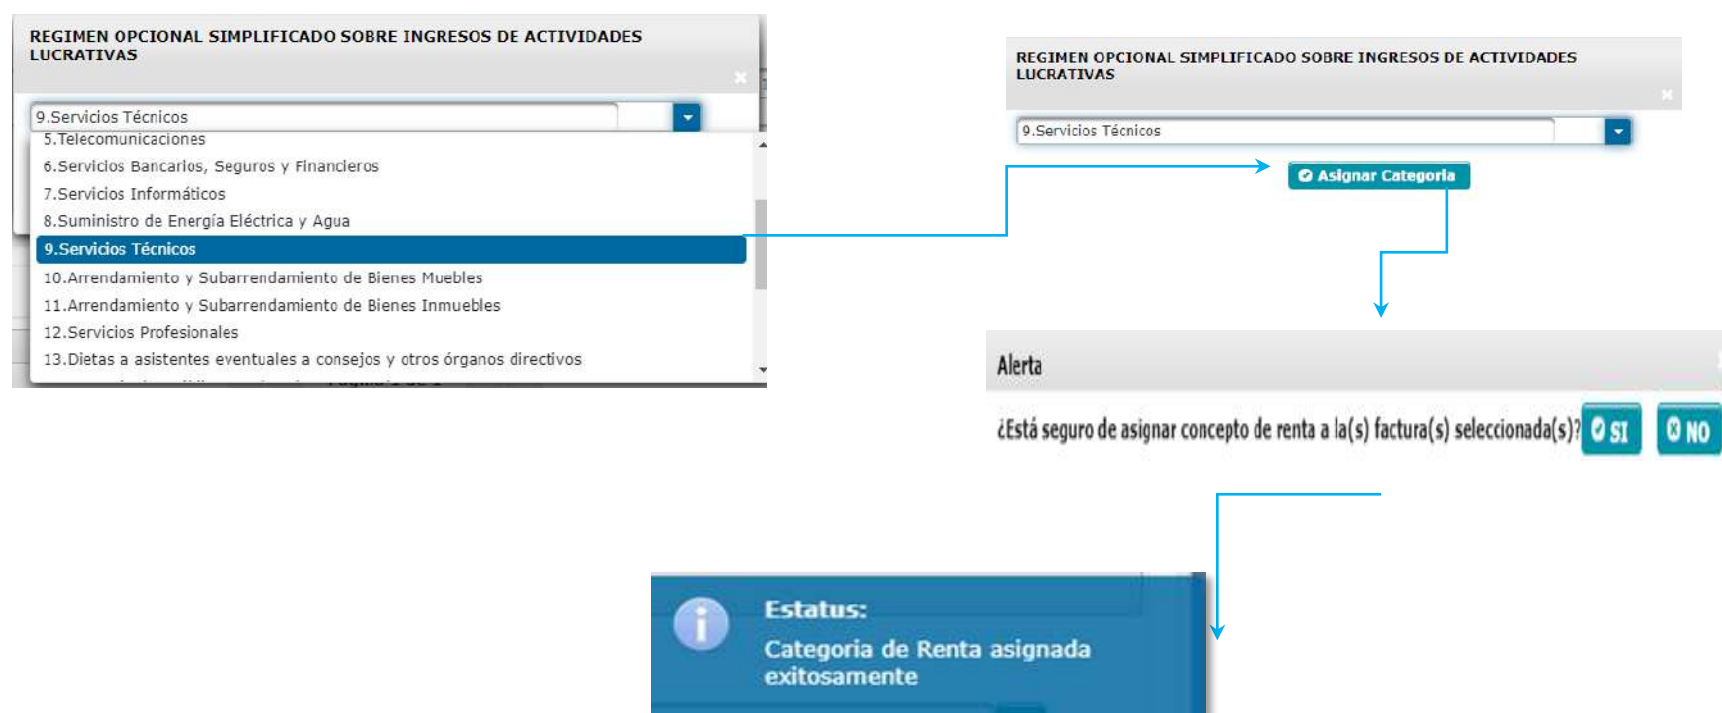 REGIMEN OPCIONAL SIMPLIFICADO SOBRE INGRESOS DE ACTIVIDADES
LUCRATIVAS
9.Servicios Técnicos
5.Telecomunicaciones
6.Servicios Bancarios, Seguros y Financieros
7.Servicios Informáticos
8.Suministro de Energía Eléctrica y Agua
9.Servicios Técnicos
10.Arrendamiento y Subarrendamiento de Bienes Muebles
11.Arrendamiento y Subarrendamiento de Bienes Inmuebles
12.Servicios Profesionales
13.Dietas a asistentes eventuales a consejos y otros órganos directivos
REGIMEN OPCIONAL SIMPLIFICADO SOBRE INGRESOS DE ACTIVIDADES
LUCRATIVAS
9.Servicios Técnicos
Asignar Categoria
Alerta
¿Está seguro de asignar concepto de renta a la(s) factura(s) seleccionada(s)? SI NO
Estatus:
Categoria de Renta asignada
exitosamente